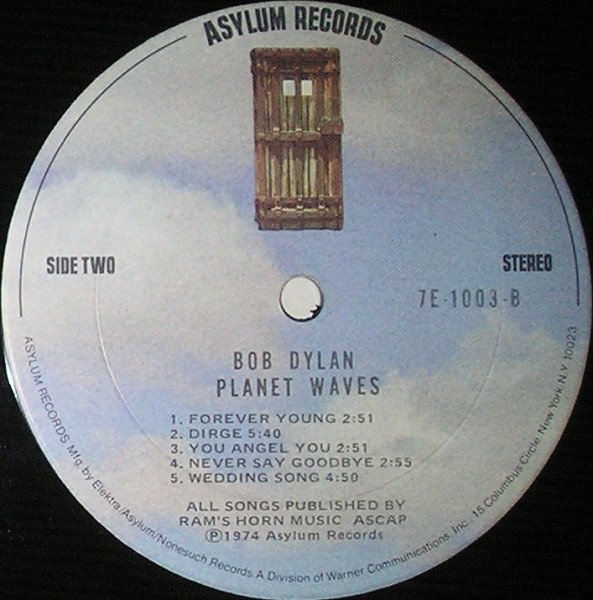 ASYLUM RECORDS
SIDE TWO
STEREO
7E-1003-B
BOB DYLAN
PLANET WAVES
1. FOREVER YOUNG 2:51
2. DIRGE 5:40
3. YOU ANGEL YOU 2:51
4. NEVER SAY GOODBYE 2:55
5. WEDDING SONG 4:50
ALL SONGS PUBLISHED BY
RAM'S HORN MUSIC ASCAP
℗1974 Asylum Records
ASYLUM RECORDS Mfg. by Elektra/Asylum/Nonesuch Records. A Division of Warner Communications, Inc. 15 Columbus Circle, New York N.Y. 10023